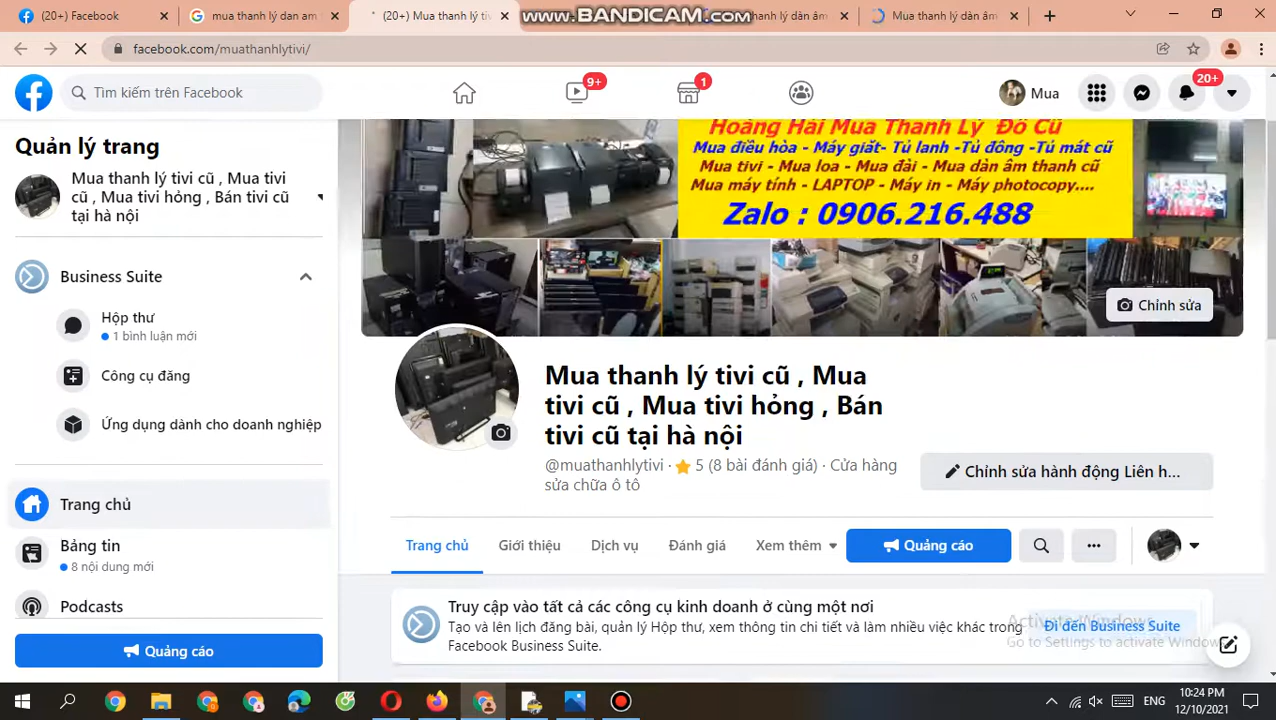 (20+) Facebook
mua thanh lý dan am
(20+) Mua thanh lý tiv
www.BANDICAM.com
thanh lý dàn âm
Mua thanh lý dàn âm
facebook.com/muathanhlytivi/
Tìm kiếm trên Facebook
9+
1
Mua
20+
Quản lý trang
Mua thanh lý tivi cũ , Mua tivi
cũ , Mua tivi hỏng , Bán tivi cũ
tại hà nội
Business Suite
Hộp thư
1 bình luận mới
Công cụ đăng
Ứng dụng dành cho doanh nghiệp
Trang chủ
Bảng tin
8 nội dung mới
Podcasts
Quảng cáo
Hoàng Hải Mua Thanh Lý Đồ Cũ
Mua điều hòa - Máy giặt- Tủ lanh -Tủ đông -Tủ mát cũ
Mua tivi - Mua loa - Mua đài - Mua dàn âm thanh cũ
Mua máy tính - LAPTOP - Máy in - Máy photocopy....
Zalo : 0906.216.488
Chỉnh sửa
Mua thanh lý tivi cũ , Mua
tivi cũ , Mua tivi hỏng , Bán
tivi cũ tại hà nội
@muathanhlytivi · 5 (8 bài đánh giá) · Cửa hàng
sửa chữa ô tô
Chỉnh sửa hành động Liên h...
Trang chủ
Giới thiệu
Dịch vụ
Đánh giá
Xem thêm
Quảng cáo
Truy cập vào tất cả các công cụ kinh doanh ở cùng một nơi
Tạo và lên lịch đăng bài, quản lý Hộp thư, xem thông tin chi tiết và làm nhiều việc khác trong
Facebook Business Suite.
Đi đến Business Suite
Activate Windows
Go to Settings to activate Windows.
ENG
10:24 PM
12/10/2021